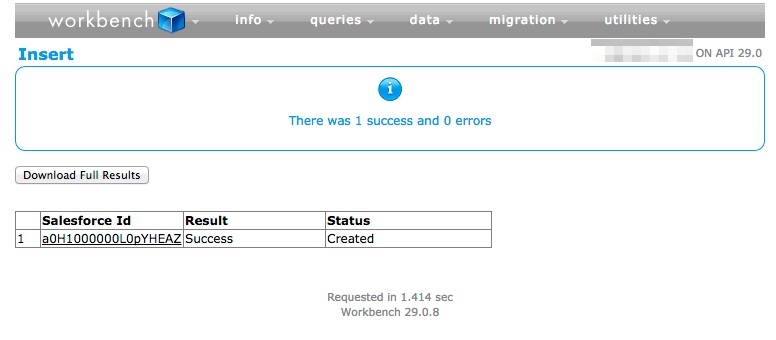 workbench info queries data migration utilities
Insert
ON API 29.0
i
There was 1 success and 0 errors
Download Full Results
Salesforce Id Result Status
1 a0H1000000L0pYHEAZ Success Created
Requested in 1.414 sec
Workbench 29.0.8